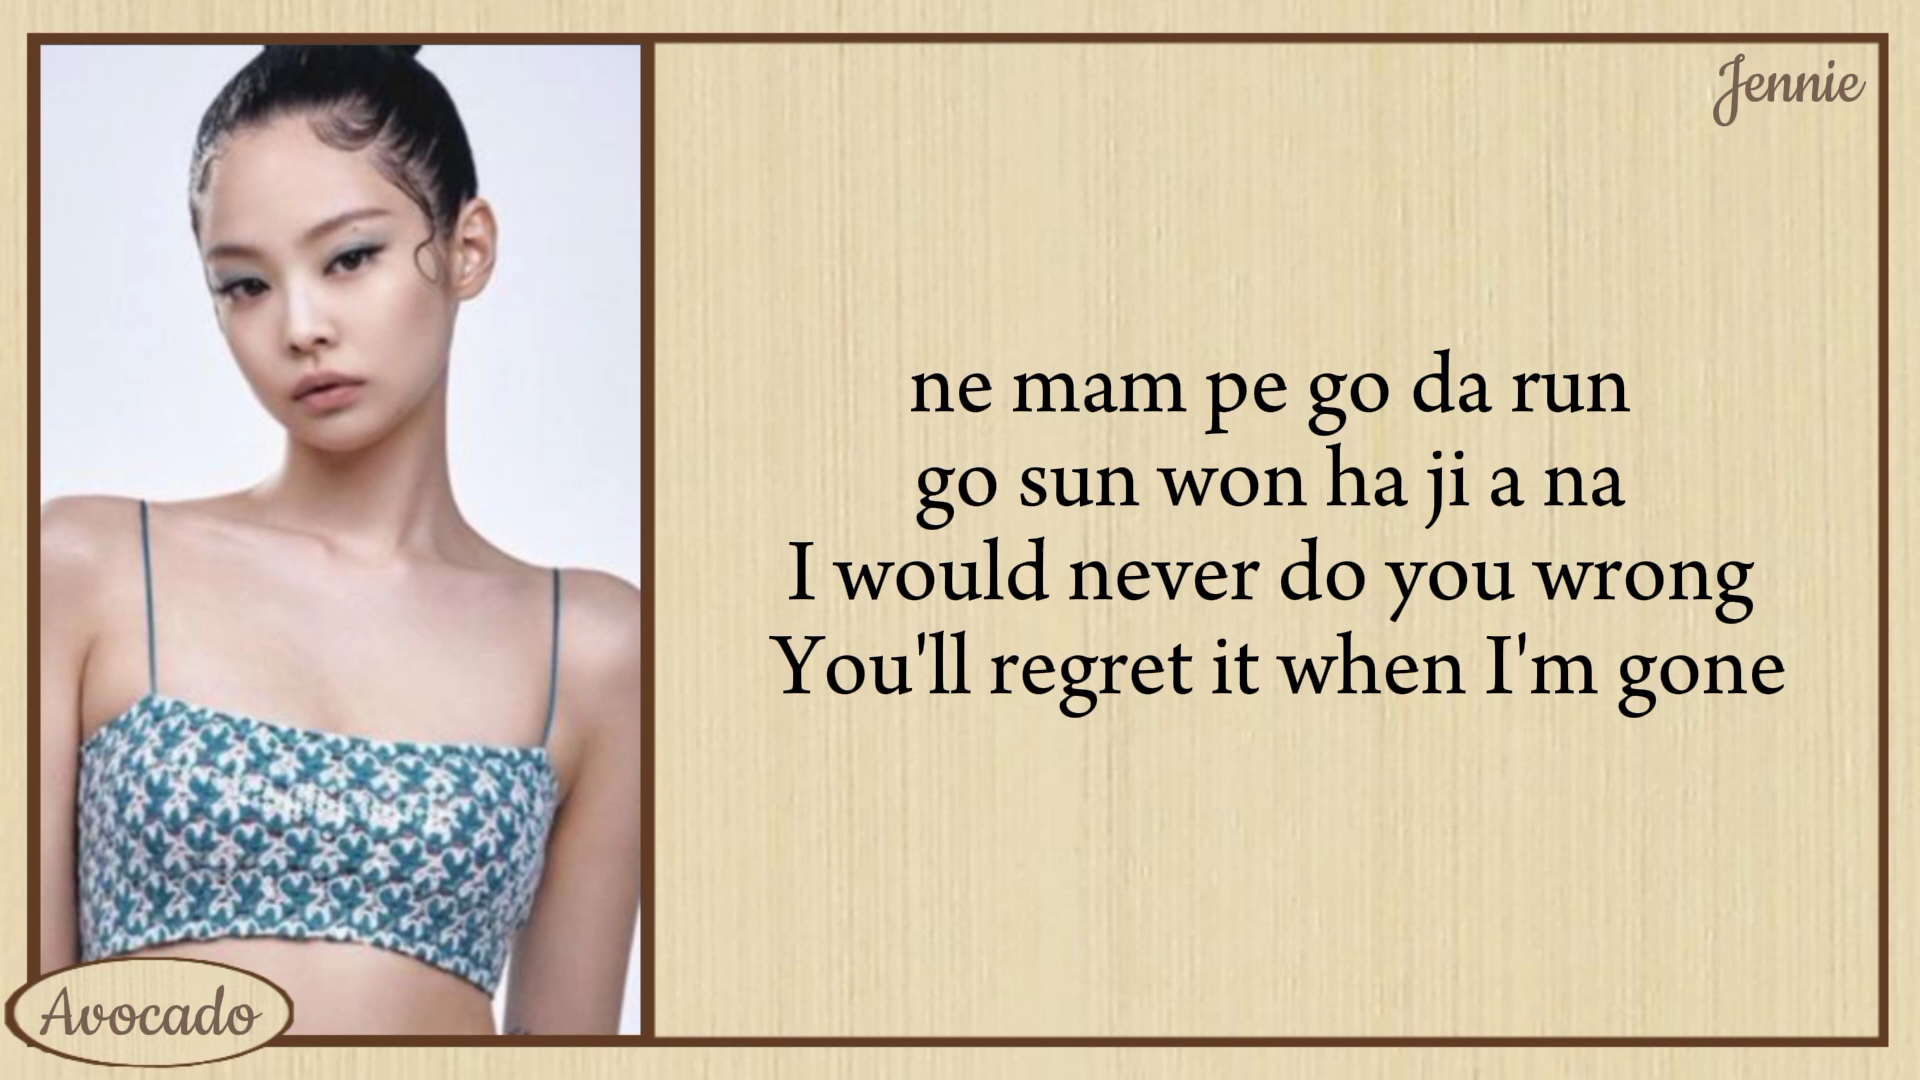 Jennie
ne mam pe go da run
go sun won ha ji a na
I would never do you wrong
You'll regret it when I'm gone
Avocado